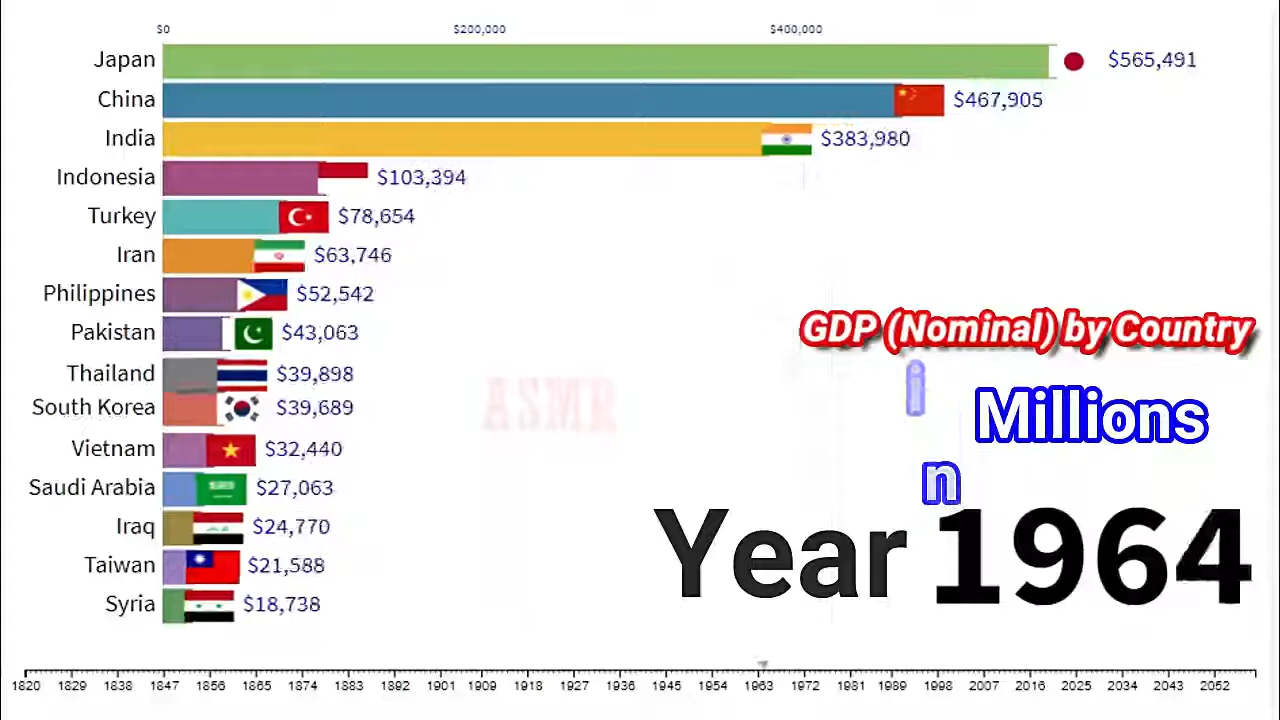 $0 $200,000 $400,000
Japan $565,491
China $467,905
India $383,980
Indonesia $103,394
Turkey $78,654
Iran $63,746
Philippines $52,542
Pakistan $43,063
Thailand $39,898
South Korea $39,689
Vietnam $32,440
Saudi Arabia $27,063
Iraq $24,770
Taiwan $21,588
Syria $18,738
GDP (Nominal) by Country
i
n
Millions
ASMR
Year 1964
1820 1829 1838 1847 1856 1865 1874 1883 1892 1901 1909 1918 1927 1936 1945 1954 1963 1972 1981 1989 1998 2007 2016 2025 2034 2043 2052